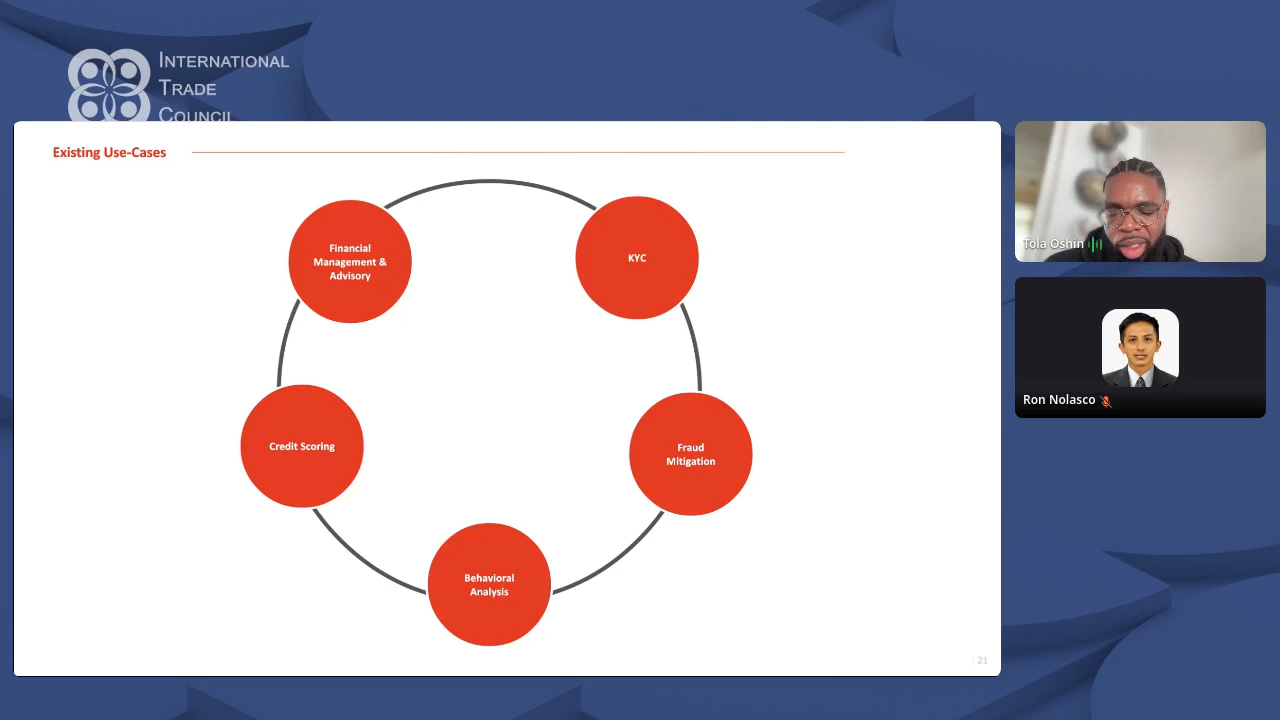 INTERNATIONAL
TRADE
COUNCIL
Existing Use-Cases
Financial
Management &
Advisory
KYC
Credit Scoring
Fraud
Mitigation
Behavioral
Analysis
21
Tola Oshin
Ron Nolasco